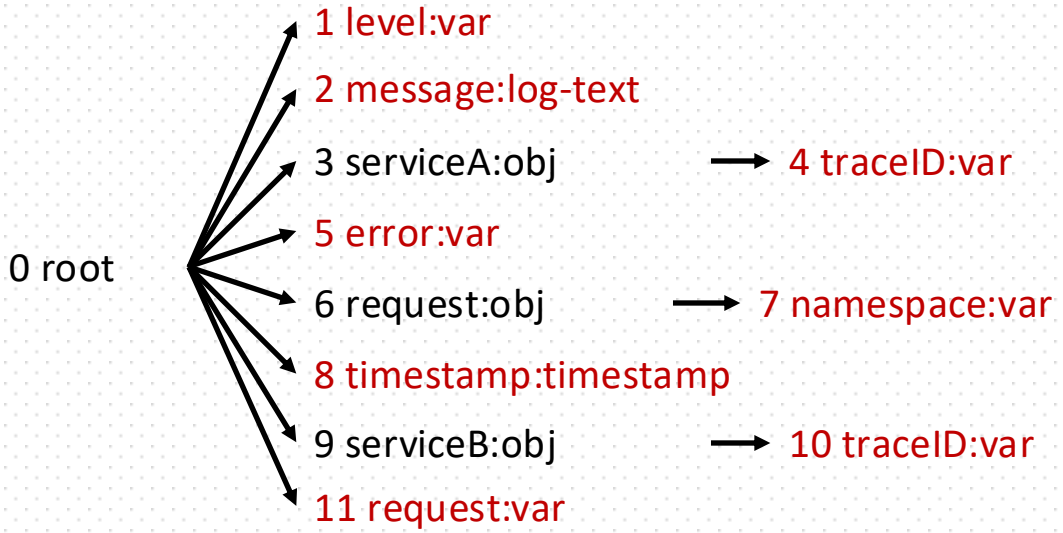 1 level:var
2 message:log-text
3 serviceA:obj
4 traceID:var
5 error:var
0 root
6 request:obj
7 namespace:var
8 timestamp:timestamp
9 serviceB:obj
10 traceID:var
11 request:var